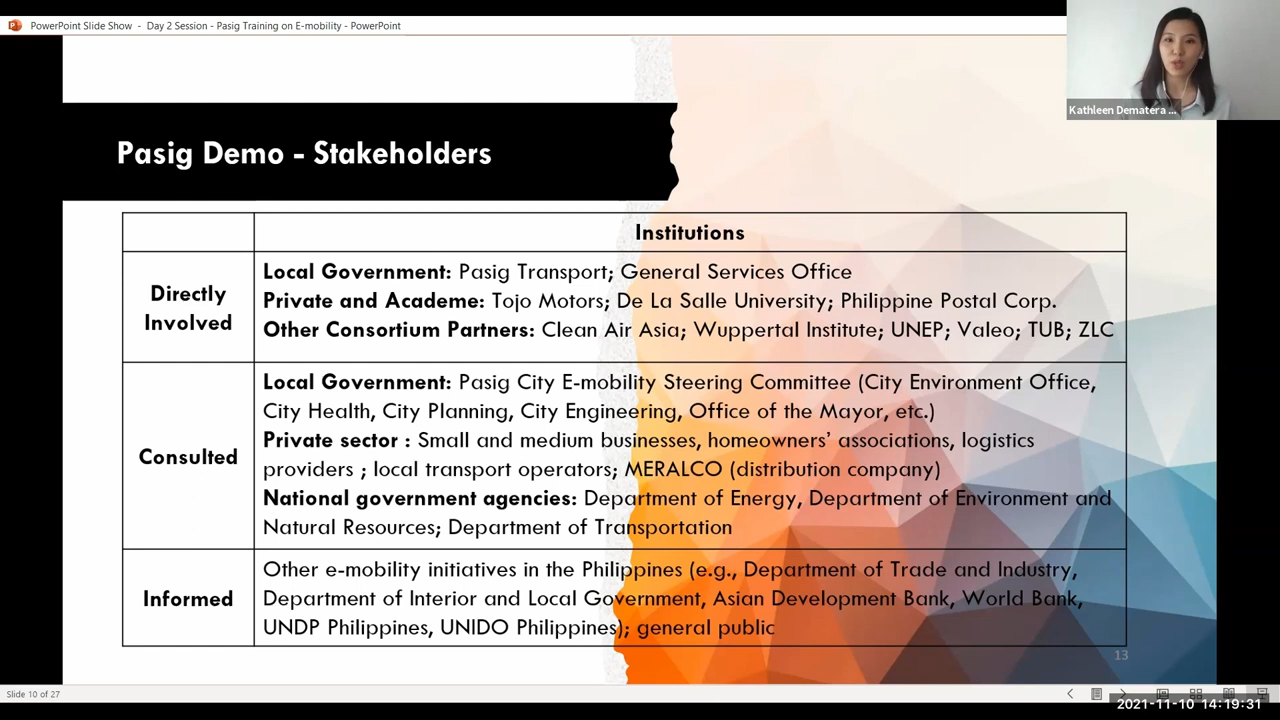 PowerPoint Slide Show - Day 2 Session - Pasig Training on E-mobility - PowerPoint
Kathleen Dematera ...
Pasig Demo - Stakeholders
Institutions
Directly
Involved
Local Government: Pasig Transport; General Services Office
Private and Academe: Tojo Motors; De La Salle University; Philippine Postal Corp.
Other Consortium Partners: Clean Air Asia; Wuppertal Institute; UNEP; Valeo; TUB; ZLC
Consulted
Local Government: Pasig City E-mobility Steering Committee (City Environment Office,
City Health, City Planning, City Engineering, Office of the Mayor, etc.)
Private sector : Small and medium businesses, homeowners’ associations, logistics
providers ; local transport operators; MERALCO (distribution company)
National government agencies: Department of Energy, Department of Environment and
Natural Resources; Department of Transportation
Informed
Other e-mobility initiatives in the Philippines (e.g., Department of Trade and Industry,
Department of Interior and Local Government, Asian Development Bank, World Bank,
UNDP Philippines, UNIDO Philippines); general public
13
Slide 10 of 27
2021-11-10 14:19:31